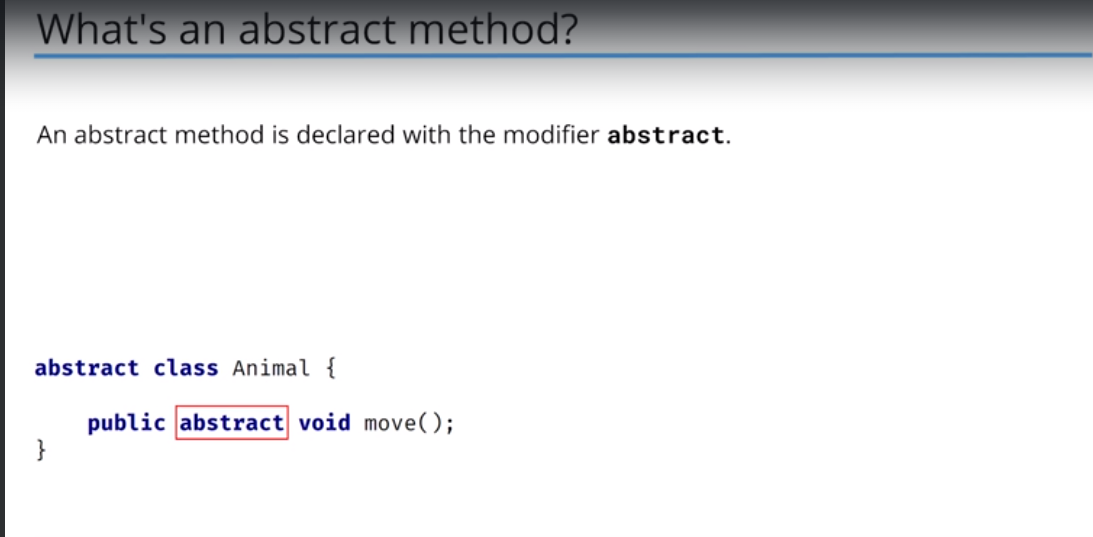 What's an abstract method?
An abstract method is declared with the modifier abstract.
abstract class Animal {
public abstract void move();
}